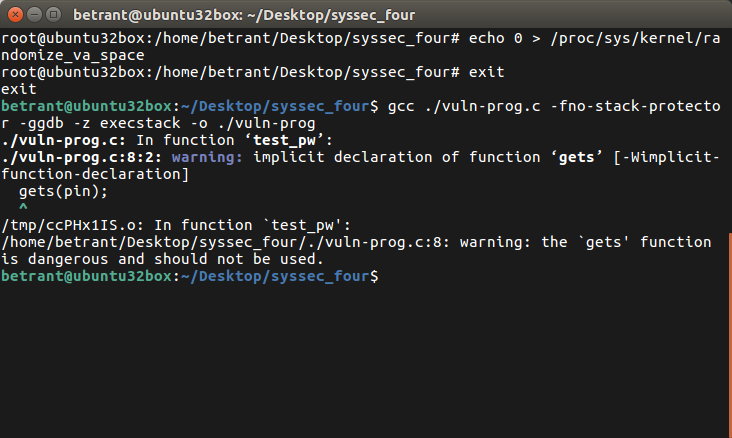 betrant@ubuntu32box: ~/Desktop/syssec_four
root@ubuntu32box:/home/betrant/Desktop/syssec_four# echo 0 > /proc/sys/kernel/ra
ndomize_va_space
root@ubuntu32box:/home/betrant/Desktop/syssec_four# exit
exit
betrant@ubuntu32box:~/Desktop/syssec_four$ gcc ./vuln-prog.c -fno-stack-protecto
r -ggdb -z execstack -o ./vuln-prog
./vuln-prog.c: In function ‘test_pw’:
./vuln-prog.c:8:2: warning: implicit declaration of function ‘gets’ [-Wimplicit-
function-declaration]
  gets(pin);
  ^
/tmp/ccPHx1IS.o: In function `test_pw':
/home/betrant/Desktop/syssec_four/./vuln-prog.c:8: warning: the `gets' function
is dangerous and should not be used.
betrant@ubuntu32box:~/Desktop/syssec_four$